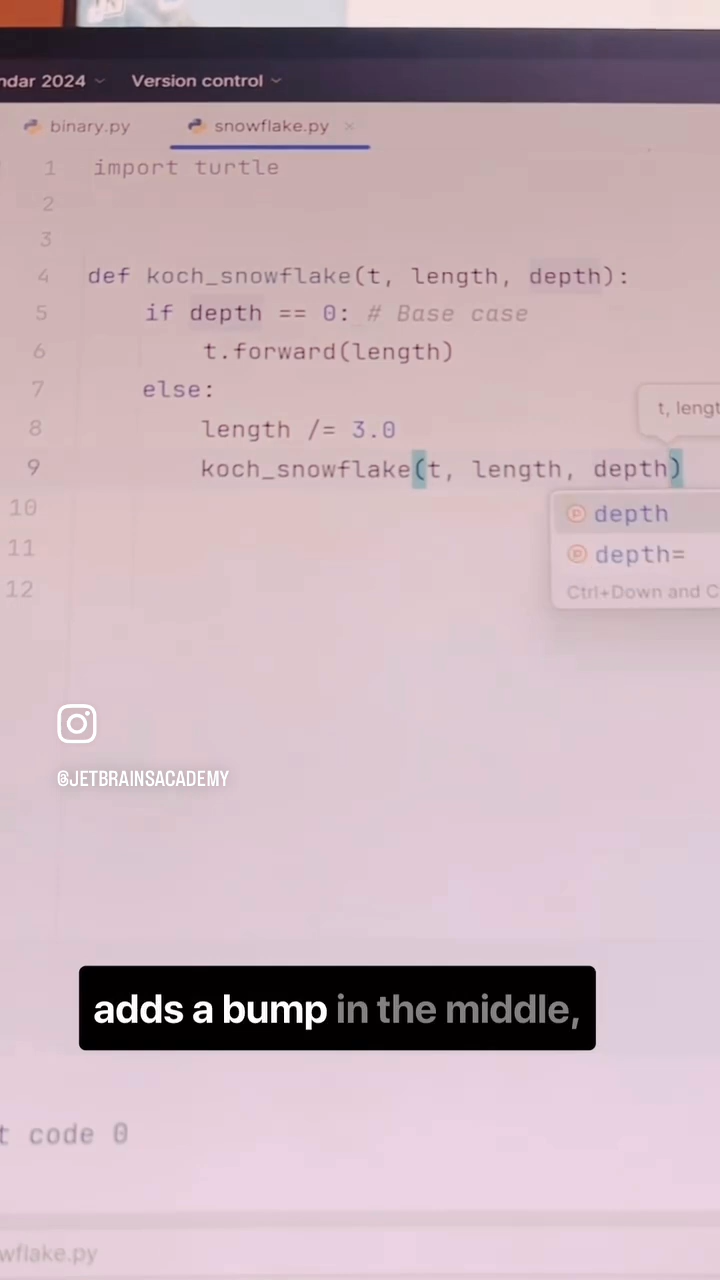 ndar 2024 Version control
binary.py snowflake.py ×
1 import turtle
2
3
4 def koch_snowflake(t, length, depth):
5 if depth == 0: # Base case
6 t.forward(length)
7 else:
t, lengt
8 length /= 3.0
9 koch_snowflake(t, length, depth)
10
depth
11
depth=
12
Ctrl+Down and C
@JETBRAINSACADEMY
adds a bump in the middle,
t code 0
wflake.py